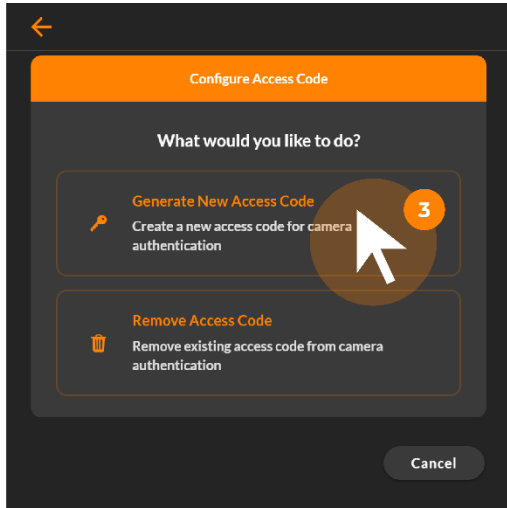 Configure Access Code
What would you like to do?
Generate New Access Code
3
Create a new access code for camera
authentication
Remove Access Code
Remove existing access code from camera
authentication
Cancel